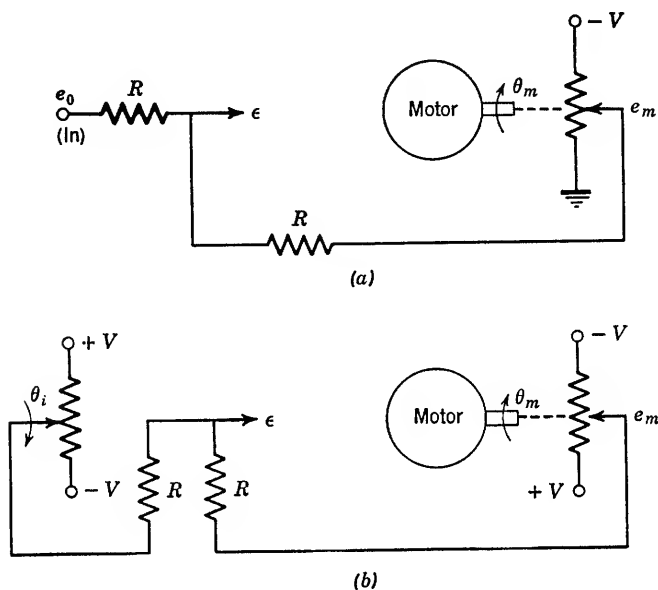 − V
R
e₀
(In)
ϵ
Motor
θₘ
eₘ
R
(a)
+ V
− V
θᵢ
θₘ
ϵ
Motor
eₘ
− V
R
R
+ V
(b)